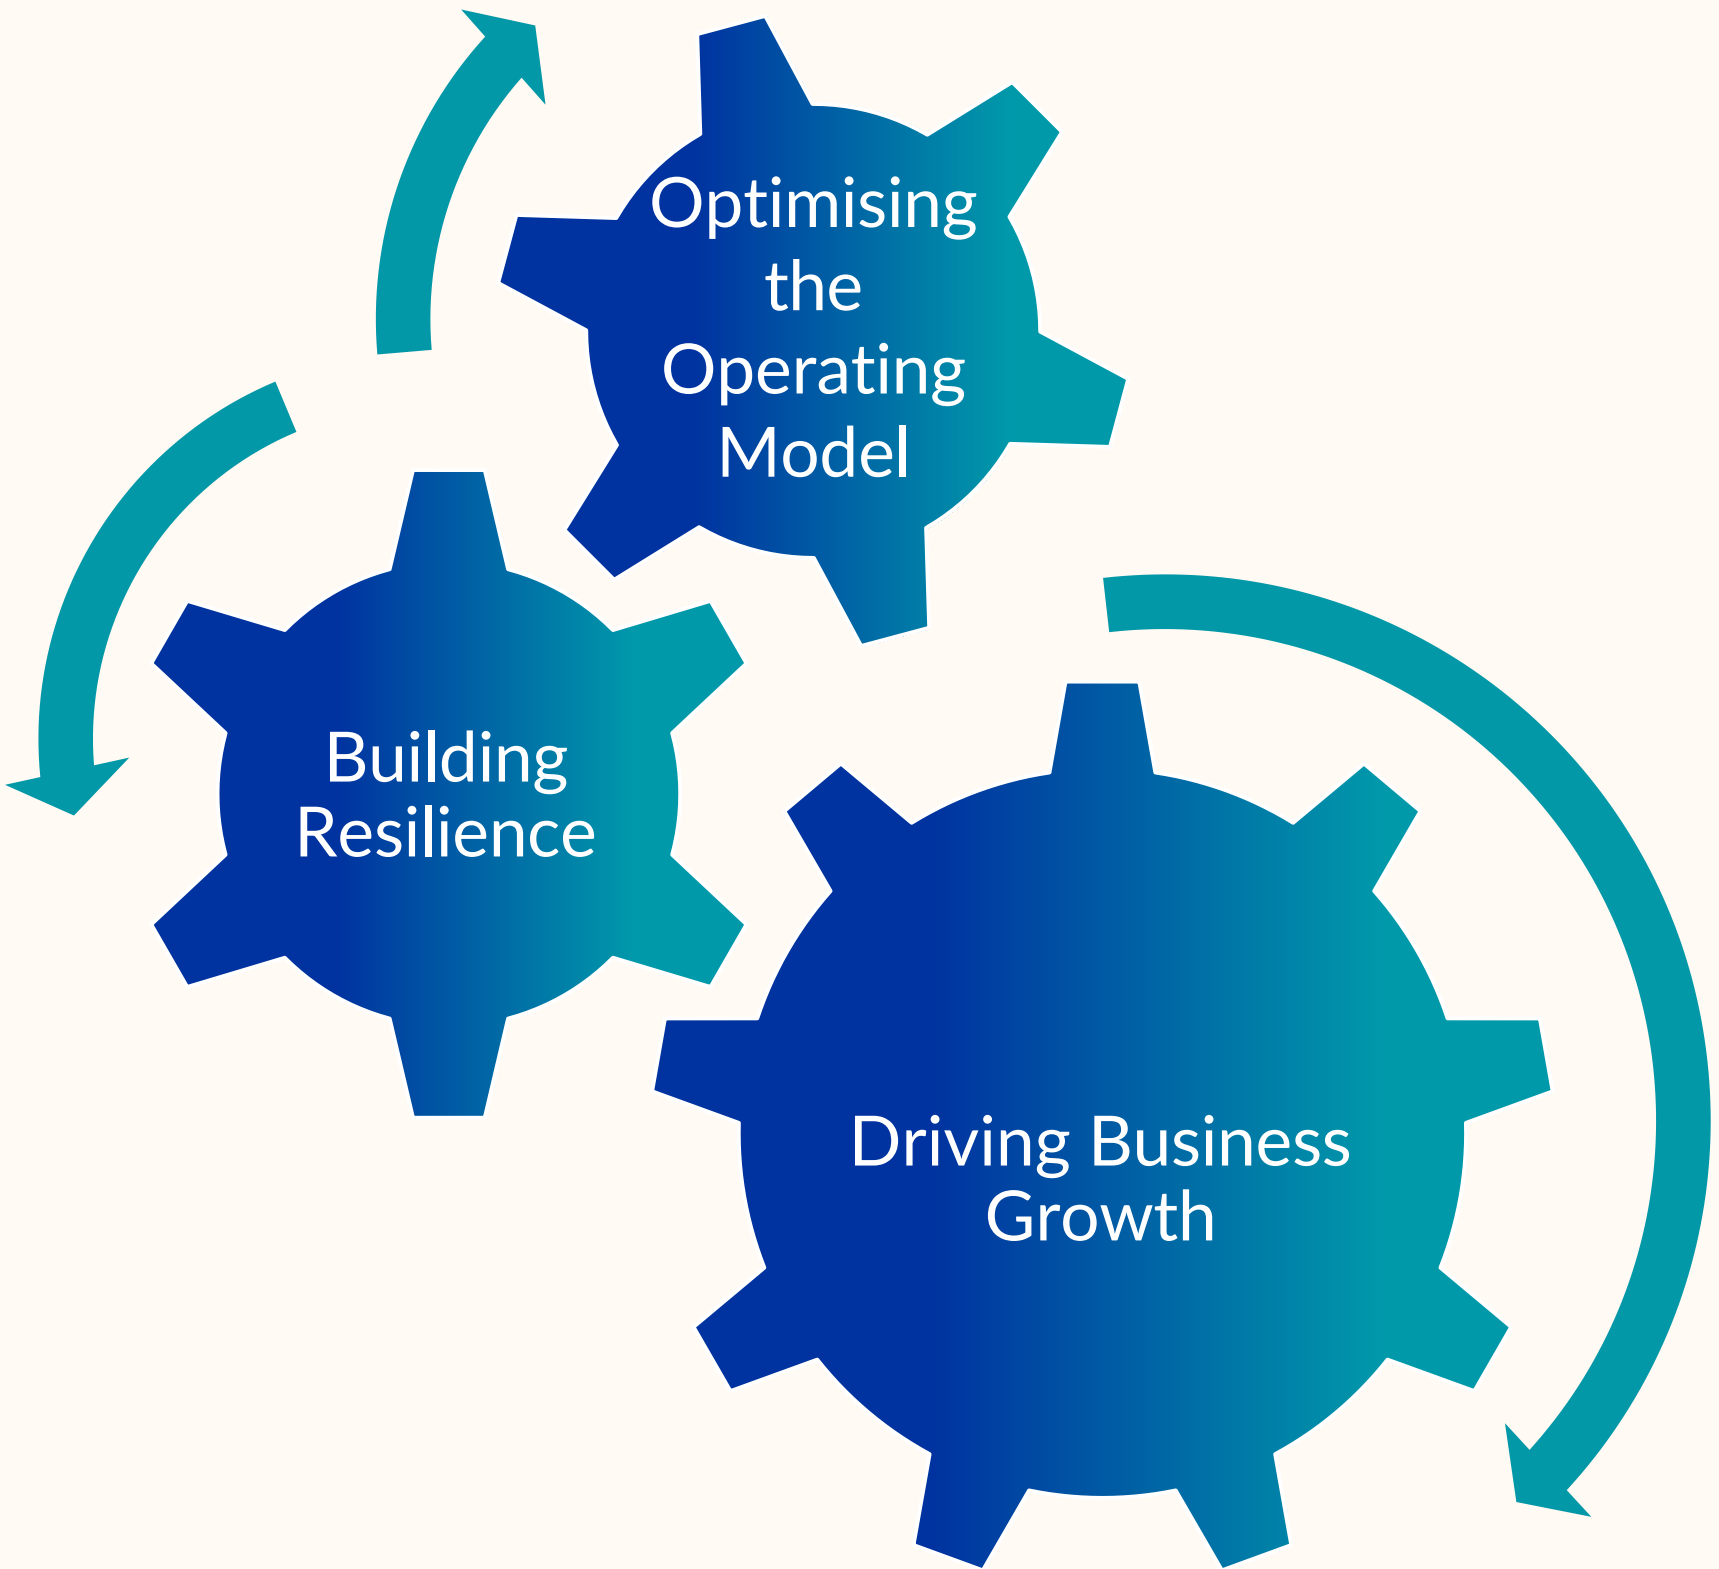 Optimising
the
Operating
Model
Building
Resilience
Driving Business
Growth